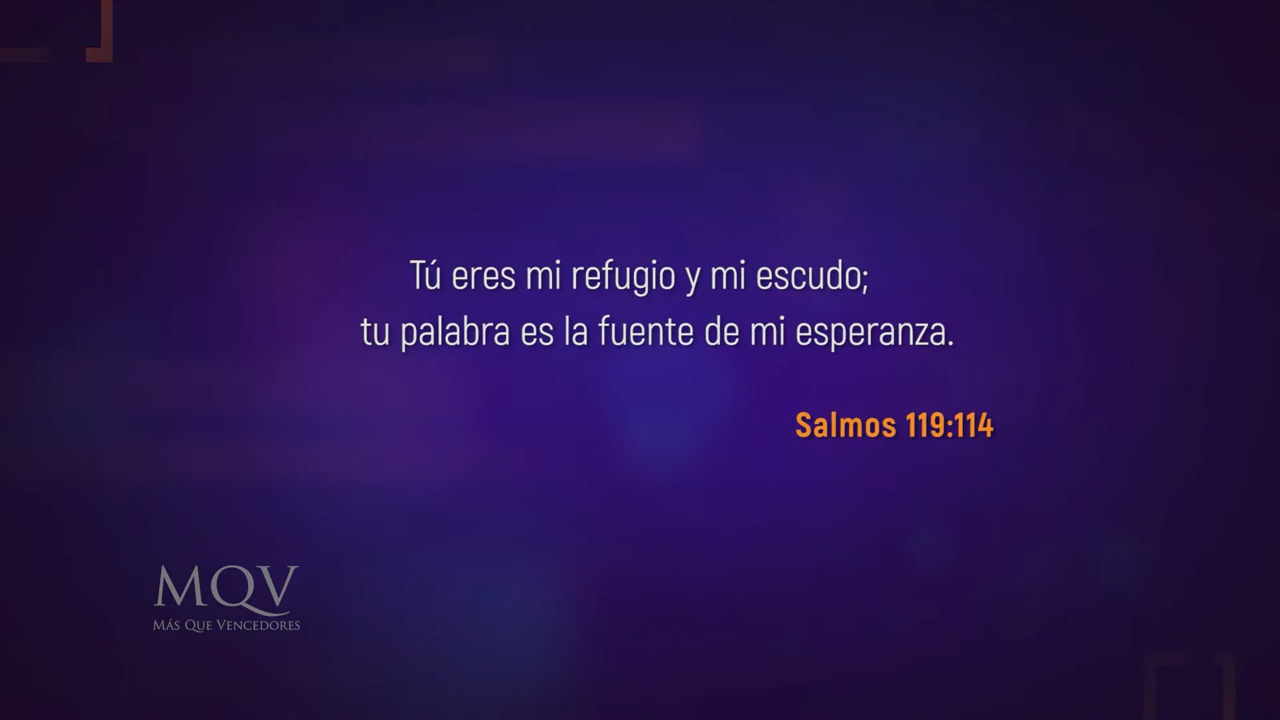 Tú eres mi refugio y mi escudo;
tu palabra es la fuente de mi esperanza.
Salmos 119:114
MQV
MÁS QUE VENCEDORES